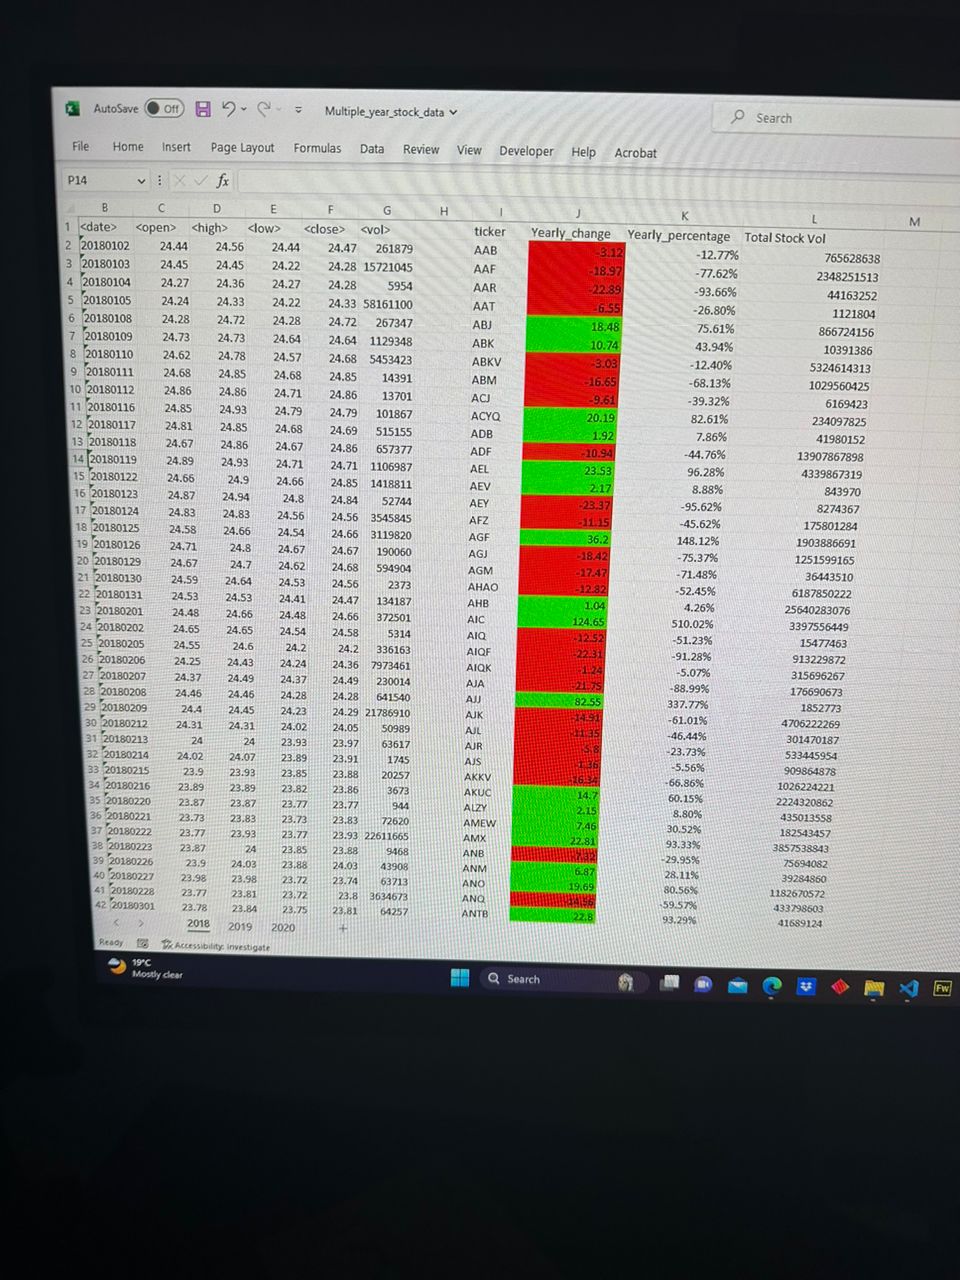 AutoSave Off Multiple_year_stock_data Search
File Home Insert Page Layout Formulas Data Review View Developer Help Acrobat
P14 fx
B C D E F G H I J K L M
1 <date> <open> <high> <low> <close> <vol> ticker Yearly_change Yearly_percentage Total Stock Vol
2 20180102 24.44 24.56 24.44 24.47 261879 AAB -3.12 -12.77% 765628638
3 20180103 24.45 24.45 24.22 24.28 15721045 AAF -18.97 -77.62% 2348251513
4 20180104 24.27 24.36 24.27 24.28 5954 AAR -22.89 -93.66% 44163252
5 20180105 24.24 24.33 24.22 24.33 58161100 AAT -6.55 -26.80% 1121804
6 20180108 24.28 24.72 24.28 24.72 267347 ABJ 18.48 75.61% 866724156
7 20180109 24.73 24.73 24.64 24.64 1129348 ABK 10.74 43.94% 10391386
8 20180110 24.62 24.78 24.57 24.68 5453423 ABKV -3.03 -12.40% 5324614313
9 20180111 24.68 24.85 24.68 24.85 14391 ABM -16.65 -68.13% 1029560425
10 20180112 24.86 24.86 24.71 24.86 13701 ACJ -9.61 -39.32% 6169423
11 20180116 24.85 24.93 24.79 24.79 101867 ACYQ 20.19 82.61% 234097825
12 20180117 24.81 24.85 24.68 24.69 515155 ADB 1.92 7.86% 41980152
13 20180118 24.67 24.86 24.67 24.86 657377 ADF -10.94 -44.76% 13907867898
14 20180119 24.89 24.93 24.71 24.71 1106987 AEL 23.53 96.28% 4339867319
15 20180122 24.66 24.9 24.66 24.85 1418811 AEV 2.17 8.88% 843970
16 20180123 24.87 24.94 24.8 24.84 52744 AEY -23.37 -95.62% 8274367
17 20180124 24.83 24.83 24.56 24.56 3545845 AFZ -11.15 -45.62% 175801284
18 20180125 24.58 24.66 24.54 24.66 3119820 AGF 36.2 148.12% 1903886691
19 20180126 24.71 24.8 24.67 24.67 190060 AGJ -18.42 -75.37% 1251599165
20 20180129 24.67 24.7 24.62 24.68 594904 AGM -17.47 -71.48% 36443510
21 20180130 24.59 24.64 24.53 24.56 2373 AHAO -12.82 -52.45% 6187850222
22 20180131 24.53 24.53 24.41 24.47 134187 AHB 1.04 4.26% 25640283076
23 20180201 24.48 24.66 24.48 24.66 372501 AIC 124.65 510.02% 3397556449
24 20180202 24.65 24.65 24.54 24.58 5314 AIQ -12.52 -51.23% 15477463
25 20180205 24.55 24.6 24.2 24.2 336163 AIQF -22.31 -91.28% 913229872
26 20180206 24.25 24.43 24.24 24.36 7973461 AIQK -1.24 -5.07% 315696267
27 20180207 24.37 24.49 24.37 24.49 230014 AJA -21.75 -88.99% 176690673
28 20180208 24.46 24.46 24.28 24.28 641540 AJJ 82.55 337.77% 1852773
29 20180209 24.4 24.45 24.23 24.29 21786910 AJK -14.91 -61.01% 4706222269
30 20180212 24.31 24.31 24.02 24.05 50989 AJL -11.35 -46.44% 301470187
31 20180213 24 24 23.93 23.97 63617 AJR -5.8 -23.73% 533445954
32 20180214 24.02 24.07 23.89 23.91 1745 AJS -1.36 -5.56% 909864878
33 20180215 23.9 23.93 23.85 23.88 20257 AKKV -16.34 -66.86% 1026224221
34 20180216 23.89 23.89 23.82 23.86 3673 AKUC 14.7 60.15% 2224320862
35 20180220 23.87 23.87 23.77 23.77 944 ALZY 2.15 8.80% 435013558
36 20180221 23.73 23.83 23.73 23.83 72620 AMEW 7.46 30.52% 182543457
37 20180222 23.77 23.93 23.77 23.93 22611665 AMX 22.81 93.33% 3857538843
38 20180223 23.87 24 23.85 23.88 9468 ANB -7.32 -29.95% 75694082
39 20180226 23.9 24.03 23.88 24.03 43908 ANM 6.87 28.11% 39284860
40 20180227 23.98 23.98 23.72 23.74 63713 ANO 19.69 80.56% 1182670572
41 20180228 23.77 23.81 23.72 23.8 3634673 ANQ -14.56 -59.57% 433798603
42 20180301 23.78 23.84 23.75 23.81 64257 ANTB 22.8 93.29% 41689124
2018 2019 2020 +
Ready Accessibility: Investigate
19°C
Mostly clear
Search
Fw